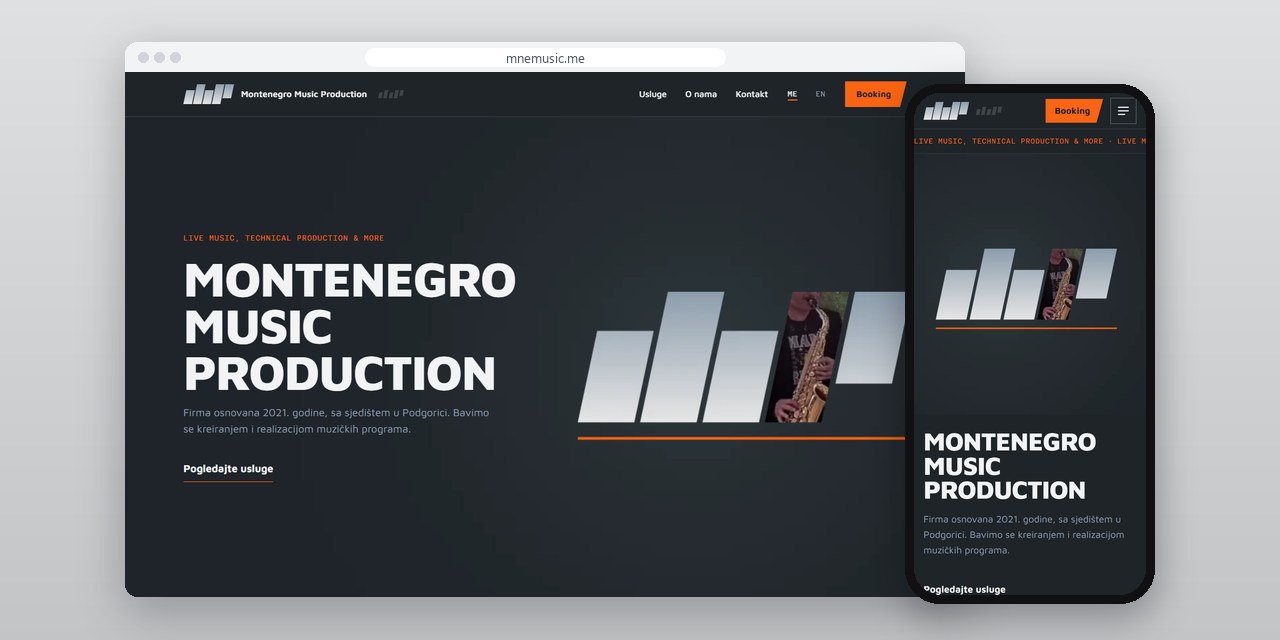 mnemusic.me
Montenegro Music Production
Usluge
O nama
Kontakt
ME
EN
Booking
LIVE MUSIC, TECHNICAL PRODUCTION & MORE
MONTENEGRO
MUSIC
PRODUCTION
Firma osnovana 2021. godine, sa sjedištem u Podgorici. Bavimo
se kreiranjem i realizacijom muzičkih programa.
Pogledajte usluge
Booking
LIVE MUSIC, TECHNICAL PRODUCTION & MORE · LIVE M
MONTENEGRO
MUSIC
PRODUCTION
Firma osnovana 2021. godine, sa sjedištem u
Podgorici. Bavimo se kreiranjem i realizacijom
muzičkih programa.
Pogledajte usluge